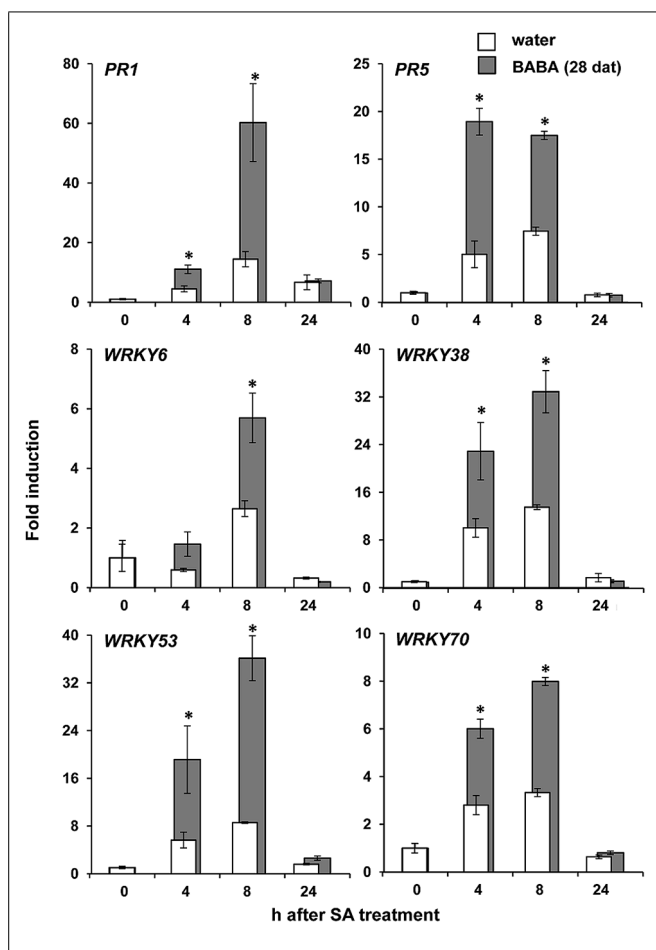 water
BABA (28 dat)
PR1
80
60
40
20
0
*
*
0 4 8 24
PR5
25
20
15
10
5
0
*
*
0 4 8 24
WRKY6
8
6
4
2
0
*
0 4 8 24
WRKY38
40
32
24
16
8
0
*
*
0 4 8 24
WRKY53
40
32
24
16
8
0
*
*
0 4 8 24
WRKY70
10
8
6
4
2
0
*
*
0 4 8 24
Fold induction
h after SA treatment